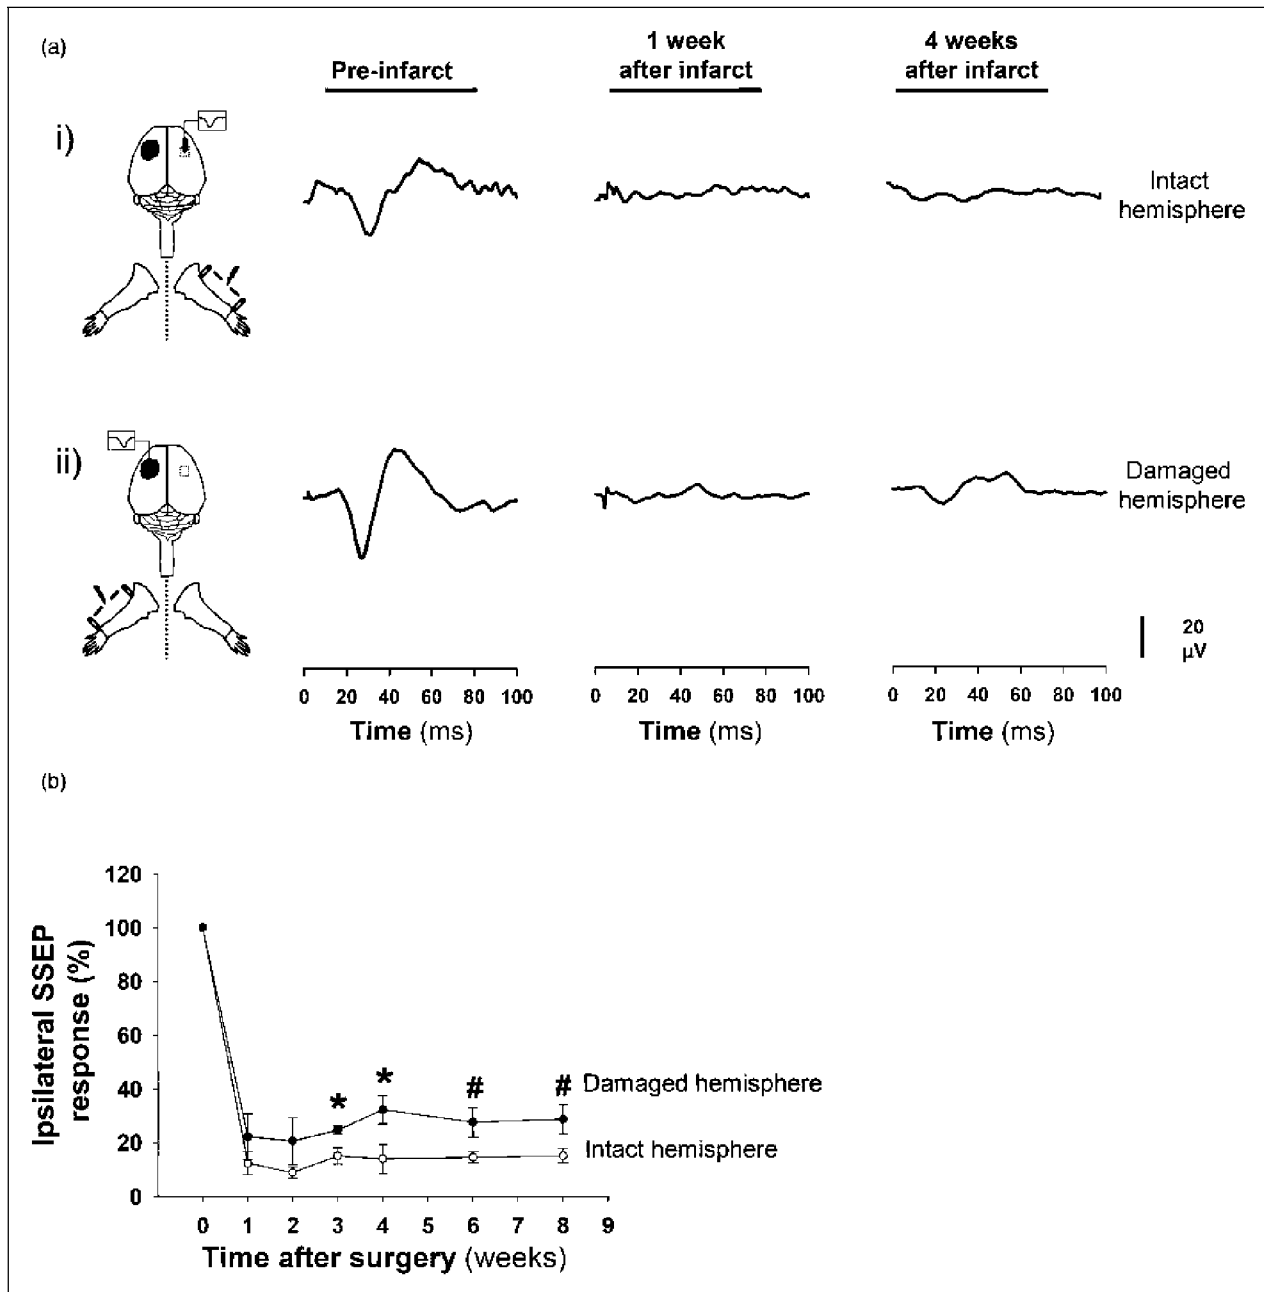 (a)
Pre-infarct
1 week
after infarct
4 weeks
after infarct
i)
Intact
hemisphere
ii)
Damaged
hemisphere
20
µV
0 20 40 60 80 100
0 20 40 60 80 100
0 20 40 60 80 100
Time (ms)
Time (ms)
Time (ms)
(b)
Ipsilateral SSEP
response (%)
120
100
80
60
40
20
0
* * # #
Damaged hemisphere
Intact hemisphere
0 1 2 3 4 5 6 7 8 9
Time after surgery (weeks)